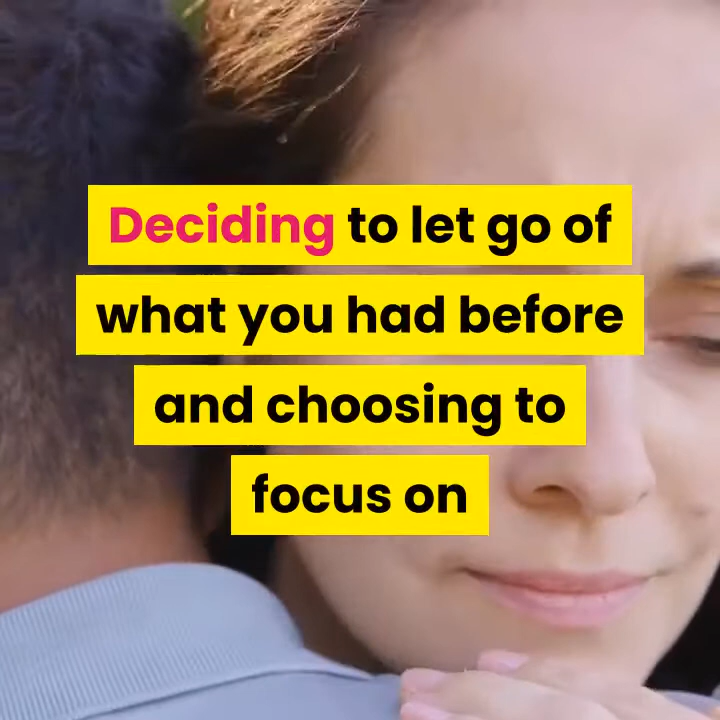 Deciding to let go of
what you had before
and choosing to
focus on